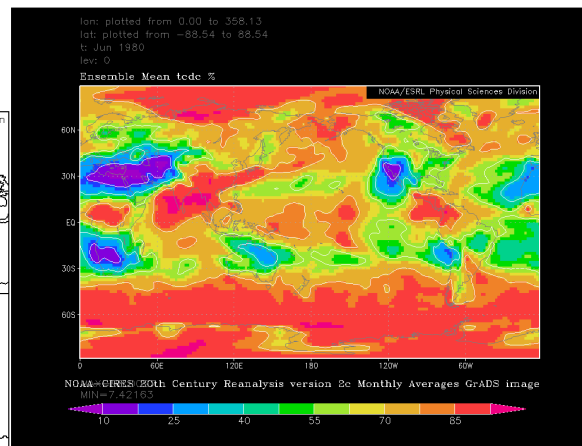 lon: plotted from 0.00 to 358.13
lat: plotted from -88.54 to 88.54
t: Jun 1980
lev: 0
Ensemble Mean tcdc %
NOAA/ESRL Physical Sciences Division
60N
30N
EQ
30S
60S
0 60E 120E 180 120W 60W
NOAA-CIRES 20th Century Reanalysis version 2c Monthly Averages GrADS image
MIN=7.42163
10 25 40 55 70 85